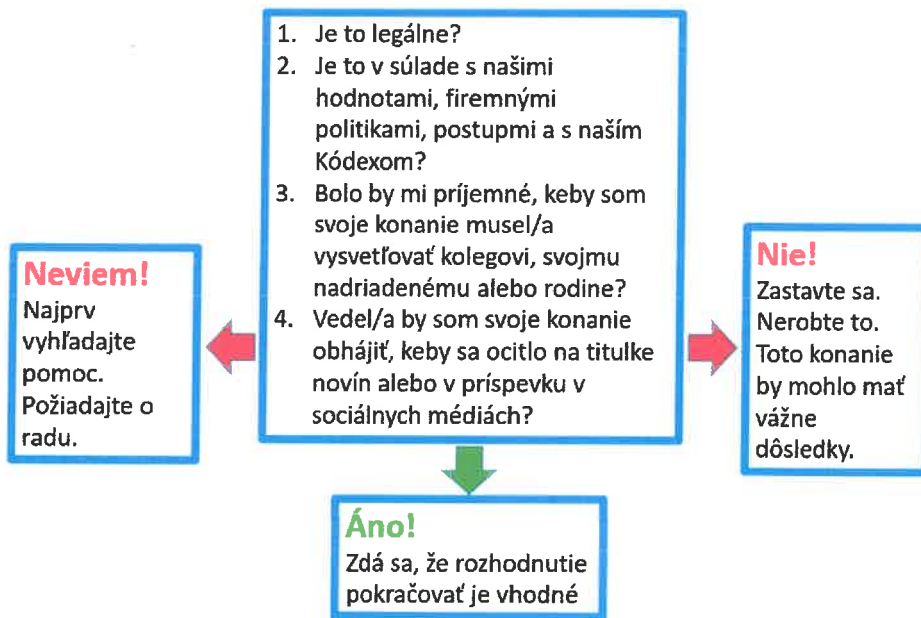 1. Je to legálne?
2. Je to v súlade s našimi
hodnotami, firemnými
politikami, postupmi a s naším
Kódexom?
3. Bolo by mi príjemné, keby som
svoje konanie musel/a
vysvetľovať kolegovi, svojmu
nadriadenému alebo rodine?
4. Vedel/a by som svoje konanie
obhájiť, keby sa ocitlo na titulke
novín alebo v príspevku v
sociálnych médiách?
Neviem!
Najprv
vyhľadajte
pomoc.
Požiadajte o
radu.
Nie!
Zastavte sa.
Nerobte to.
Toto konanie
by mohlo mať
vážne
dôsledky.
Áno!
Zdá sa, že rozhodnutie
pokračovať je vhodné